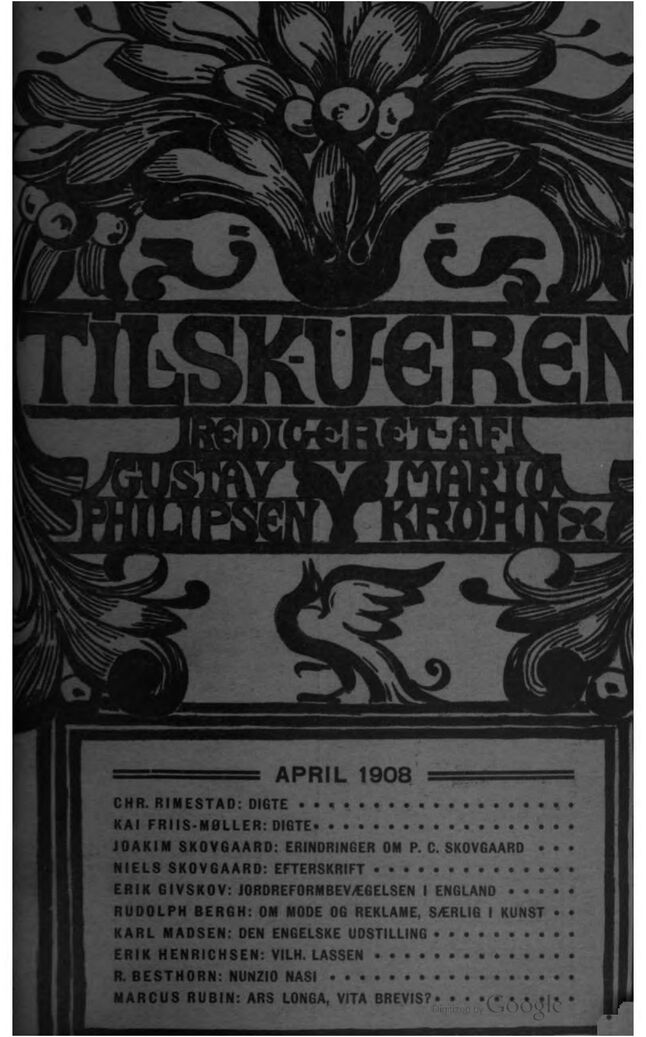 TILSKUEREN
REDIGERET AF
GUSTAV MARIO
PHILIPSEN KROHN
APRIL 1908
CHR. RIMESTAD: DIGTE
KAI FRIIS-MØLLER: DIGTE
JOAKIM SKOVGAARD: ERINDRINGER OM P. C. SKOVGAARD
NIELS SKOVGAARD: EFTERSKRIFT
ERIK GIVSKOV: JORDREFORMBEVÆGELSEN I ENGLAND
RUDOLPH BERGH: OM MODE OG REKLAME, SÆRLIG I KUNST
KARL MADSEN: DEN ENGELSKE UDSTILLING
ERIK HENRICHSEN: VILH. LASSEN
R. BESTHORN: NUNZIO NASI
MARCUS RUBIN: ARS LONGA, VITA BREVIS?
Digitized by Google